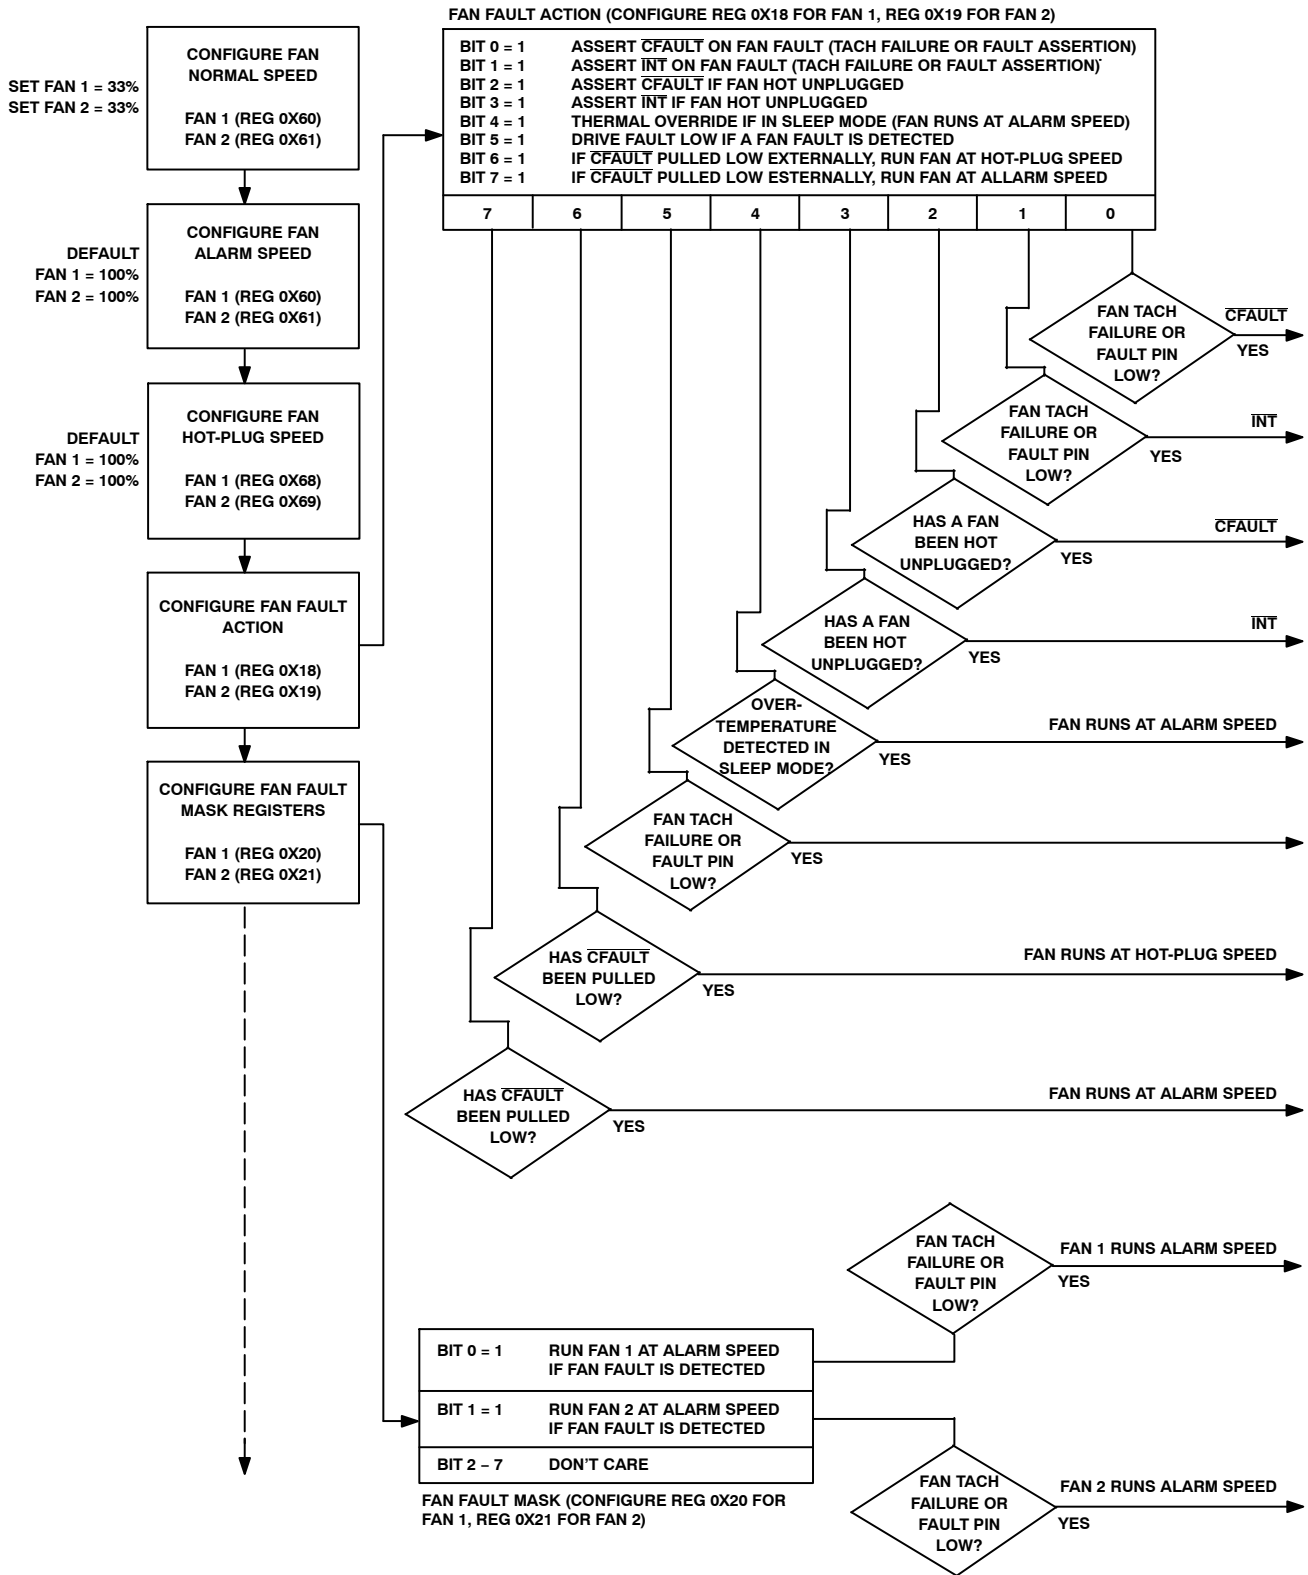 FAN FAULT ACTION (CONFIGURE REG 0X18 FOR FAN 1, REG 0X19 FOR FAN 2)
BIT 0 = 1 ASSERT CFAULT ON FAN FAULT (TACH FAILURE OR FAULT ASSERTION)
BIT 1 = 1 ASSERT INT ON FAN FAULT (TACH FAILURE OR FAULT ASSERTION)
BIT 2 = 1 ASSERT CFAULT IF FAN HOT UNPLUGGED
BIT 3 = 1 ASSERT INT IF FAN HOT UNPLUGGED
BIT 4 = 1 THERMAL OVERRIDE IF IN SLEEP MODE (FAN RUNS AT ALARM SPEED)
BIT 5 = 1 DRIVE FAULT LOW IF A FAN FAULT IS DETECTED
BIT 6 = 1 IF CFAULT PULLED LOW EXTERNALLY, RUN FAN AT HOT-PLUG SPEED
BIT 7 = 1 IF CFAULT PULLED LOW ESTERNALLY, RUN FAN AT ALLARM SPEED
7 6 5 4 3 2 1 0
SET FAN 1 = 33%
SET FAN 2 = 33%
CONFIGURE FAN
NORMAL SPEED
FAN 1 (REG 0X60)
FAN 2 (REG 0X61)
DEFAULT
FAN 1 = 100%
FAN 2 = 100%
CONFIGURE FAN
ALARM SPEED
FAN 1 (REG 0X60)
FAN 2 (REG 0X61)
DEFAULT
FAN 1 = 100%
FAN 2 = 100%
CONFIGURE FAN
HOT-PLUG SPEED
FAN 1 (REG 0X68)
FAN 2 (REG 0X69)
CONFIGURE FAN FAULT
ACTION
FAN 1 (REG 0X18)
FAN 2 (REG 0X19)
CONFIGURE FAN FAULT
MASK REGISTERS
FAN 1 (REG 0X20)
FAN 2 (REG 0X21)
FAN TACH
FAILURE OR
FAULT PIN
LOW?
CFAULT
YES
FAN TACH
FAILURE OR
FAULT PIN
LOW?
INT
YES
HAS A FAN
BEEN HOT
UNPLUGGED?
CFAULT
YES
HAS A FAN
BEEN HOT
UNPLUGGED?
INT
YES
OVER-
TEMPERATURE
DETECTED IN
SLEEP MODE?
FAN RUNS AT ALARM SPEED
YES
FAN TACH
FAILURE OR
FAULT PIN
LOW?
YES
HAS CFAULT
BEEN PULLED
LOW?
FAN RUNS AT HOT-PLUG SPEED
YES
HAS CFAULT
BEEN PULLED
LOW?
FAN RUNS AT ALARM SPEED
YES
FAN TACH
FAILURE OR
FAULT PIN
LOW?
FAN 1 RUNS ALARM SPEED
YES
BIT 0 = 1 RUN FAN 1 AT ALARM SPEED
IF FAN FAULT IS DETECTED
BIT 1 = 1 RUN FAN 2 AT ALARM SPEED
IF FAN FAULT IS DETECTED
BIT 2 – 7 DON'T CARE
FAN FAULT MASK (CONFIGURE REG 0X20 FOR
FAN 1, REG 0X21 FOR FAN 2)
FAN TACH
FAILURE OR
FAULT PIN
LOW?
FAN 2 RUNS ALARM SPEED
YES